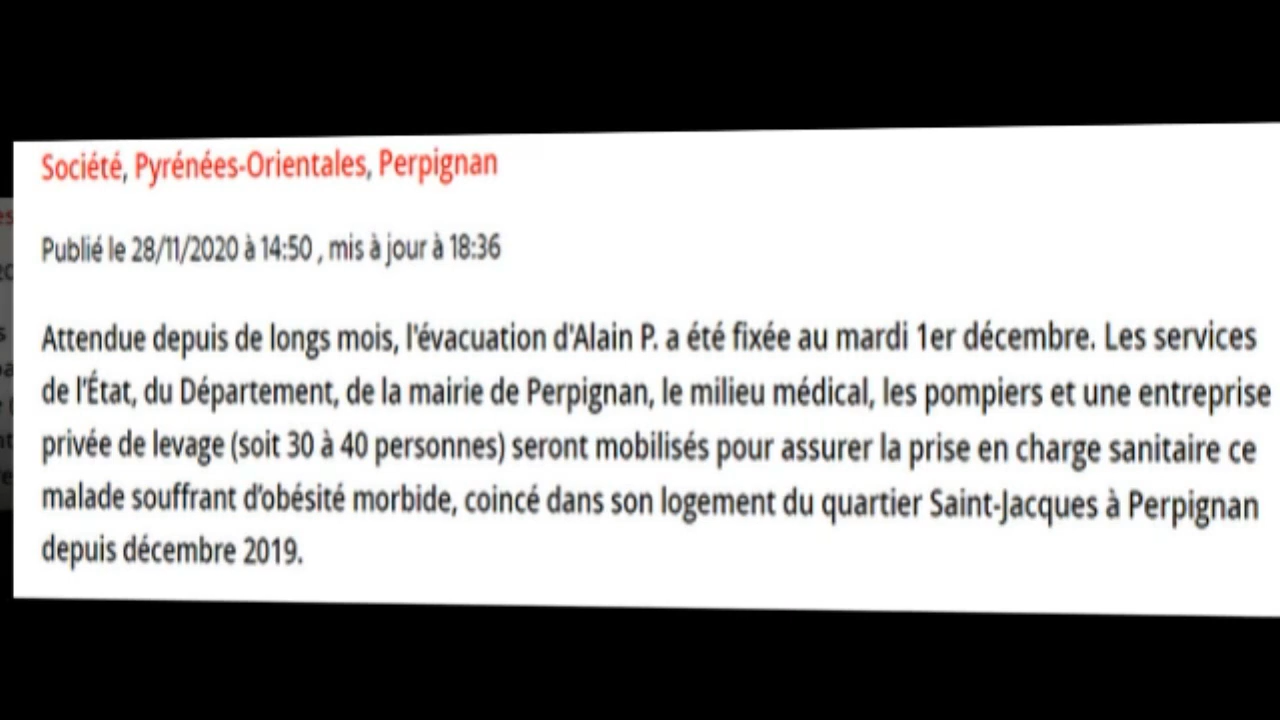 Société, Pyrénées-Orientales, Perpignan
Publié le 28/11/2020 à 14:50 , mis à jour à 18:36
Attendue depuis de longs mois, l'évacuation d'Alain P. a été fixée au mardi 1er décembre. Les services
de l'État, du Département, de la mairie de Perpignan, le milieu médical, les pompiers et une entreprise
privée de levage (soit 30 à 40 personnes) seront mobilisés pour assurer la prise en charge sanitaire ce
malade souffrant d'obésité morbide, coincé dans son logement du quartier Saint-Jacques à Perpignan
depuis décembre 2019.